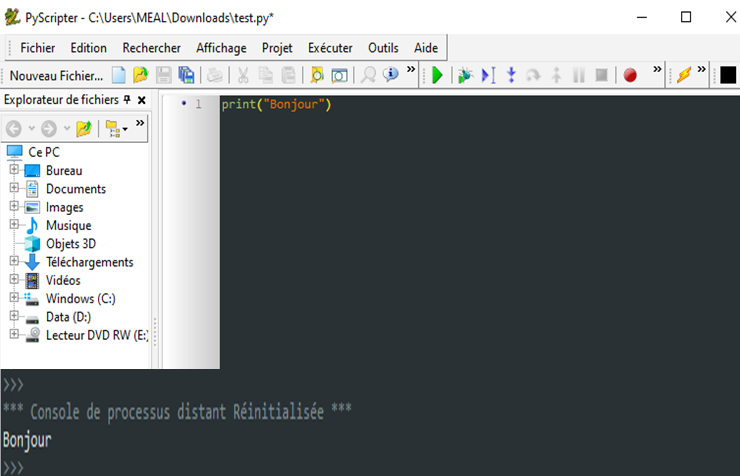 PyScripter - C:\Users\MEAL\Downloads\test.py*
Fichier Edition Rechercher Affichage Projet Exécuter Outils Aide
Nouveau Fichier...
Explorateur de fichiers
1 print("Bonjour")
Ce PC
Bureau
Documents
Images
Musique
Objets 3D
Téléchargements
Vidéos
Windows (C:)
Data (D:)
Lecteur DVD RW (E:)
>>>
*** Console de processus distant Réinitialisée ***
Bonjour
>>>